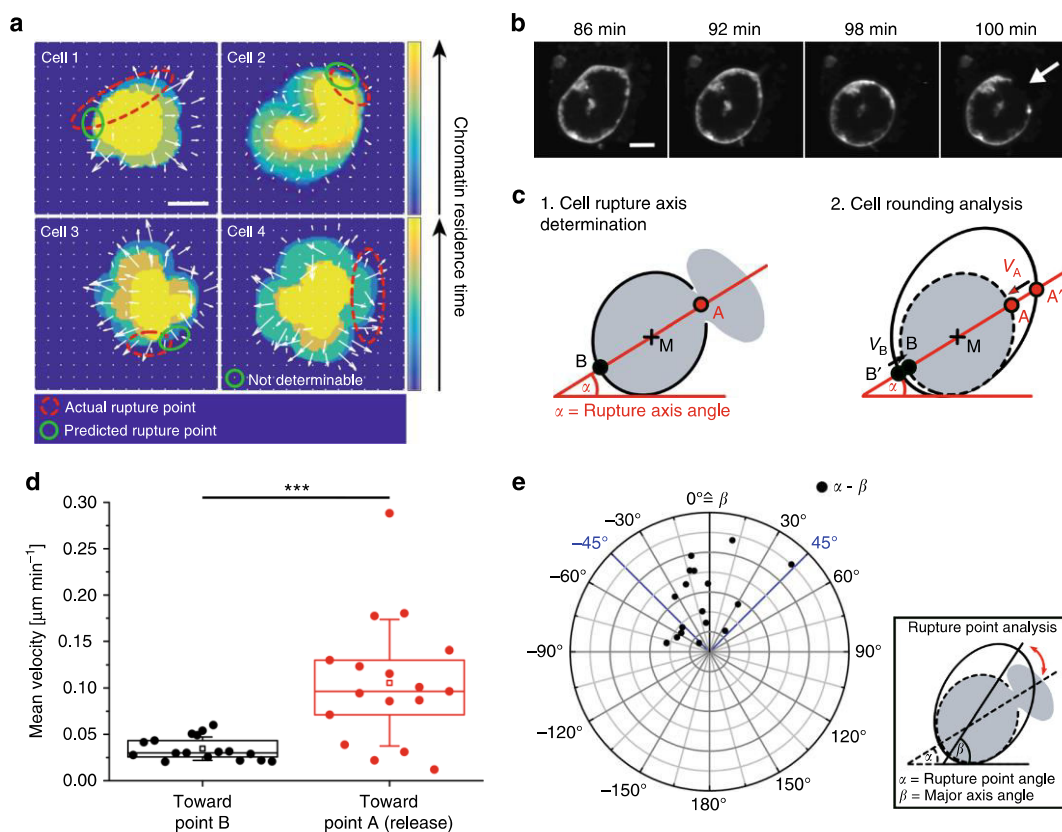 a
Cell 1
Cell 2
Cell 3
Cell 4
Not determinable
Actual rupture point
Predicted rupture point
Chromatin residence time
b
86 min
92 min
98 min
100 min
c
1. Cell rupture axis
determination
A
M
B
α
α = Rupture axis angle
2. Cell rounding analysis
V_A
A'
A
M
V_B
B
B'
α
d
***
Mean velocity [μm min⁻¹]
0.30
0.25
0.20
0.15
0.10
0.05
0.00
Toward
point B
Toward
point A (release)
e
α - β
0°≙ β
–30°
30°
–45°
45°
–60°
60°
–90°
90°
–120°
120°
–150°
150°
180°
Rupture point analysis
α
β
α = Rupture point angle
β = Major axis angle